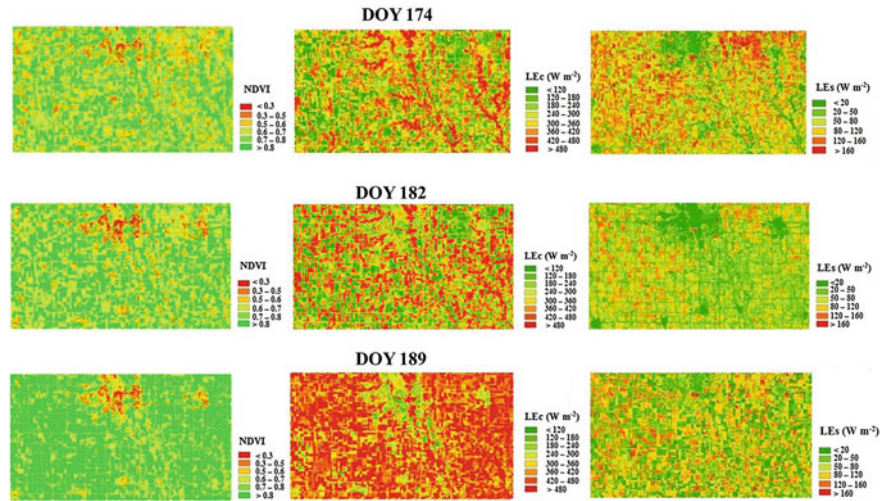 DOY 174
NDVI
< 0.3
0.3 – 0.5
0.5 – 0.6
0.6 – 0.7
0.7 – 0.8
> 0.8
LEc (W m-2)
< 120
120 – 180
180 – 240
240 – 300
300 – 360
360 – 420
420 – 480
> 480
LEs (W m-2)
< 20
20 – 50
50 – 80
80 – 120
120 – 160
> 160
DOY 182
NDVI
< 0.3
0.3 – 0.5
0.5 – 0.6
0.6 – 0.7
0.7 – 0.8
> 0.8
LEc (W m-2)
< 120
120 – 180
180 – 240
240 – 300
300 – 360
360 – 420
420 – 480
> 480
LEs (W m-2)
<20
20 – 50
50 – 80
80 – 120
120 – 160
> 160
DOY 189
NDVI
< 0.3
0.3 – 0.5
0.5 – 0.6
0.6 – 0.7
0.7 – 0.8
> 0.8
LEc (W m-2)
< 120
120 – 180
180 – 240
240 – 300
300 – 360
360 – 420
420 – 480
> 480
LEs (W m-2)
< 20
20 – 50
50 – 80
80 – 120
120 – 160
> 160